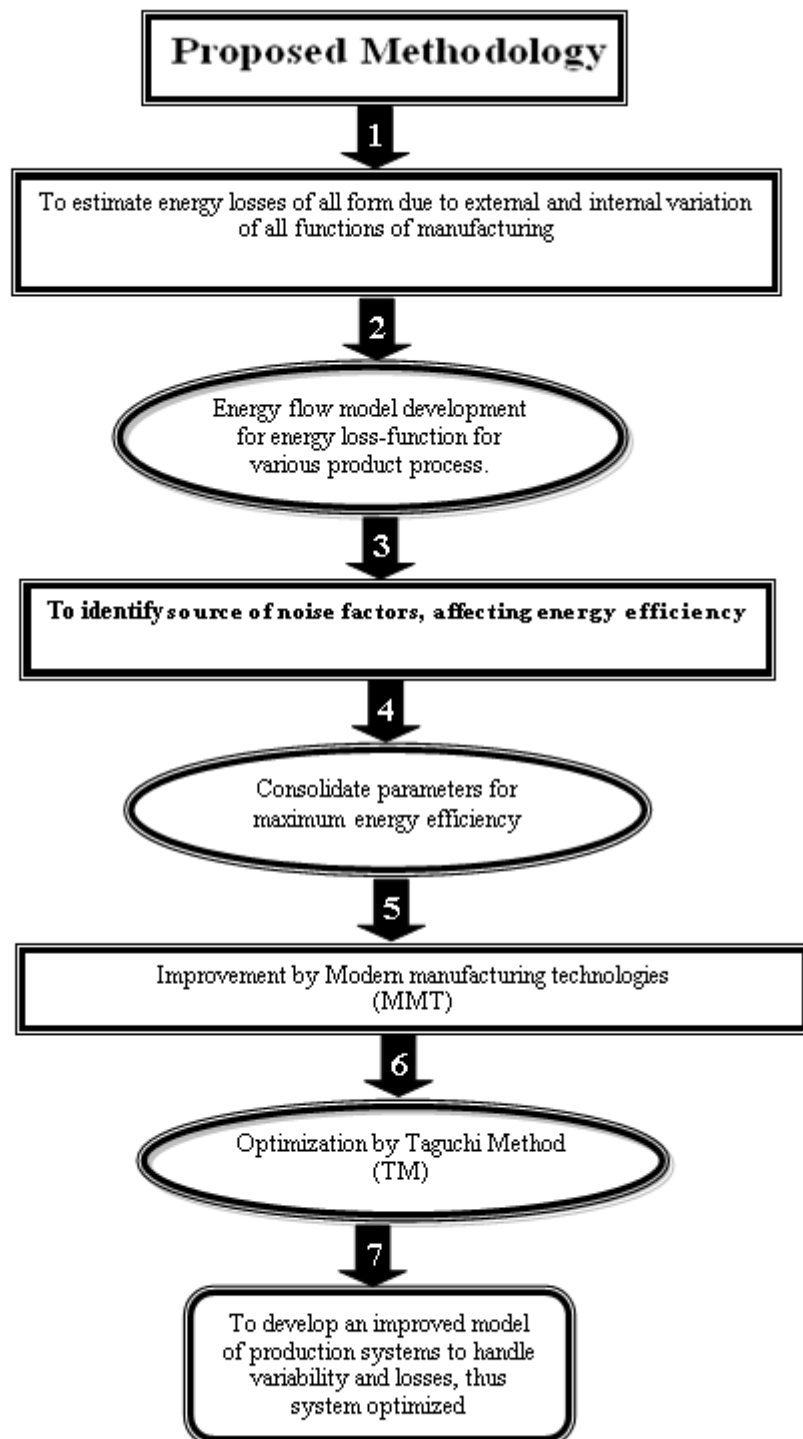 Proposed Methodology
1
To estimate energy losses of all form due to external and internal variation
of all functions of manufacturing
2
Energy flow model development
for energy loss-function for
various product process.
3
To identify source of noise factors, affecting energy efficiency
4
Consolidate parameters for
maximum energy efficiency
5
Improvement by Modern manufacturing technologies
(MMT)
6
Optimization by Taguchi Method
(TM)
7
To develop an improved model
of production systems to handle
variability and losses, thus
system optimized